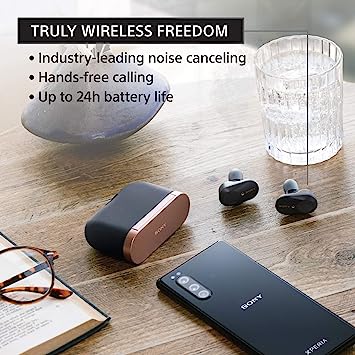 TRULY WIRELESS FREEDOM
• Industry-leading noise canceling
• Hands-free calling
• Up to 24h battery life
SONY
SONY
XPERIA